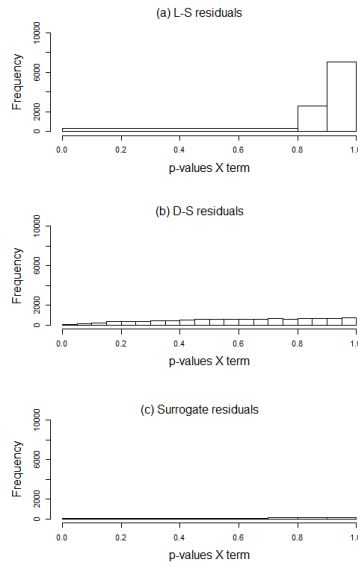 (a) L-S residuals
Frequency
0 2000 6000 10000
0.0 0.2 0.4 0.6 0.8 1.0
p-values X term
(b) D-S residuals
Frequency
0 2000 6000 10000
0.0 0.2 0.4 0.6 0.8 1.0
p-values X term
(c) Surrogate residuals
Frequency
0 2000 6000 10000
0.0 0.2 0.4 0.6 0.8 1.0
p-values X term